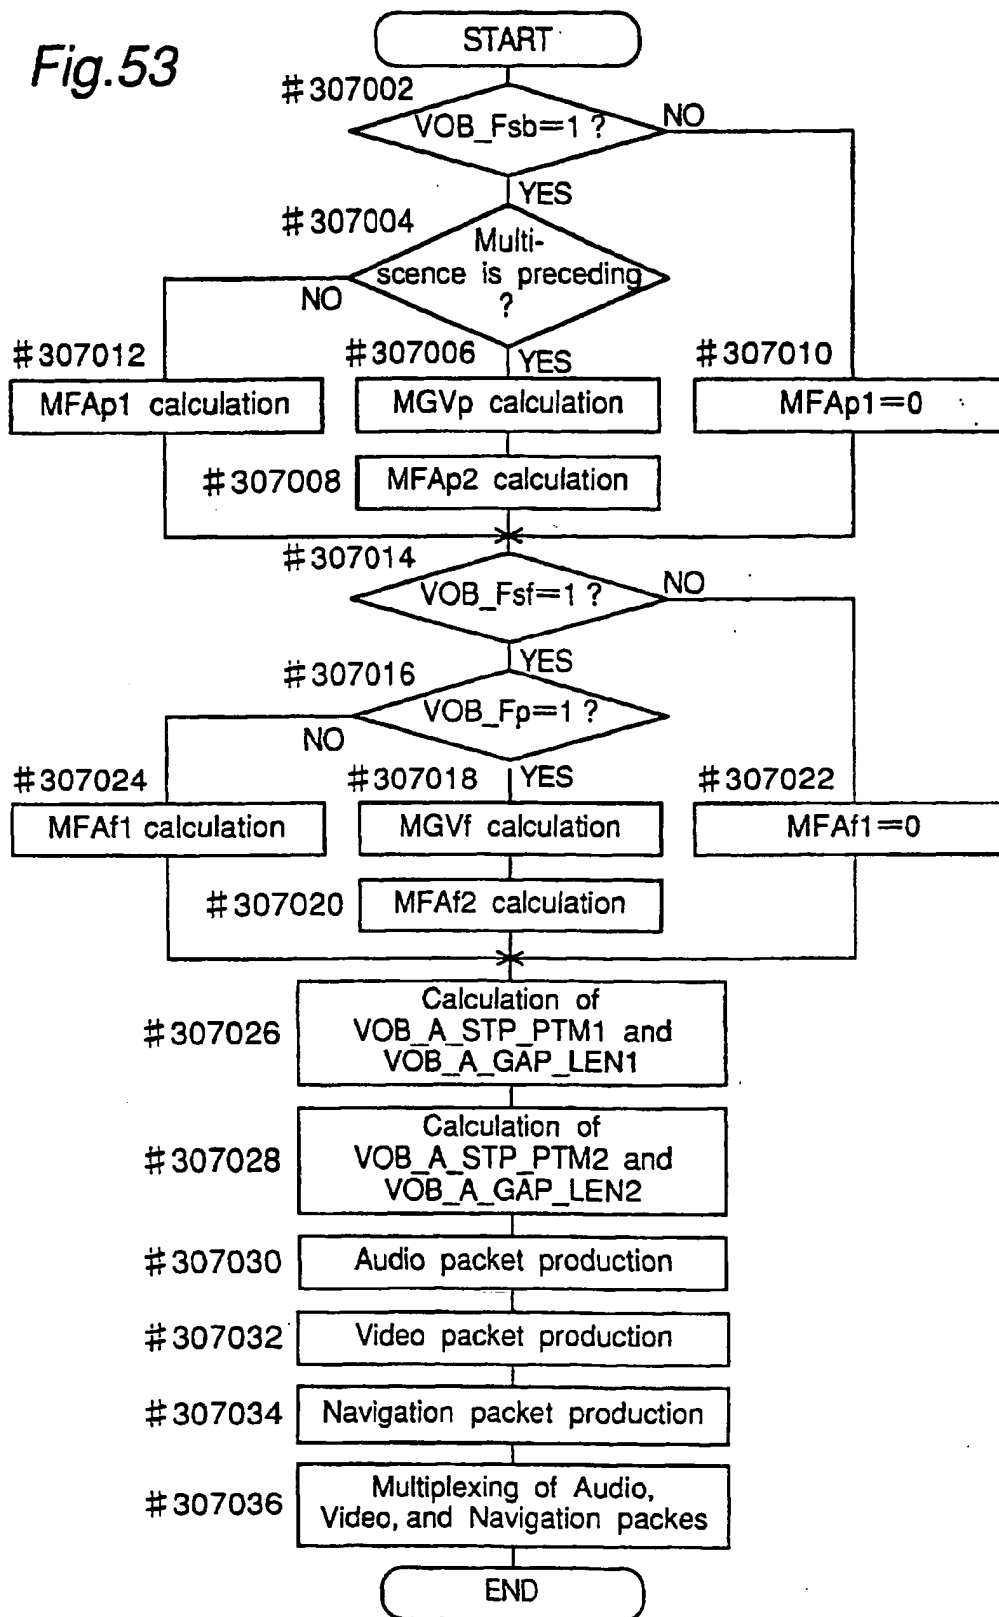 Fig.53
START
#307002
VOB_Fsb=1 ?
NO
YES
#307004
Multi-
scence is preceding
?
NO
YES
#307012
#307006
#307010
MFAp1 calculation
MGVp calculation
MFAp1=0
#307008
MFAp2 calculation
#307014
VOB_Fsf=1 ?
NO
YES
#307016
VOB_Fp=1 ?
NO
YES
#307024
#307018
#307022
MFAf1 calculation
MGVf calculation
MFAf1=0
#307020
MFAf2 calculation
#307026
Calculation of
VOB_A_STP_PTM1 and
VOB_A_GAP_LEN1
#307028
Calculation of
VOB_A_STP_PTM2 and
VOB_A_GAP_LEN2
#307030
Audio packet production
#307032
Video packet production
#307034
Navigation packet production
#307036
Multiplexing of Audio,
Video, and Navigation packes
END